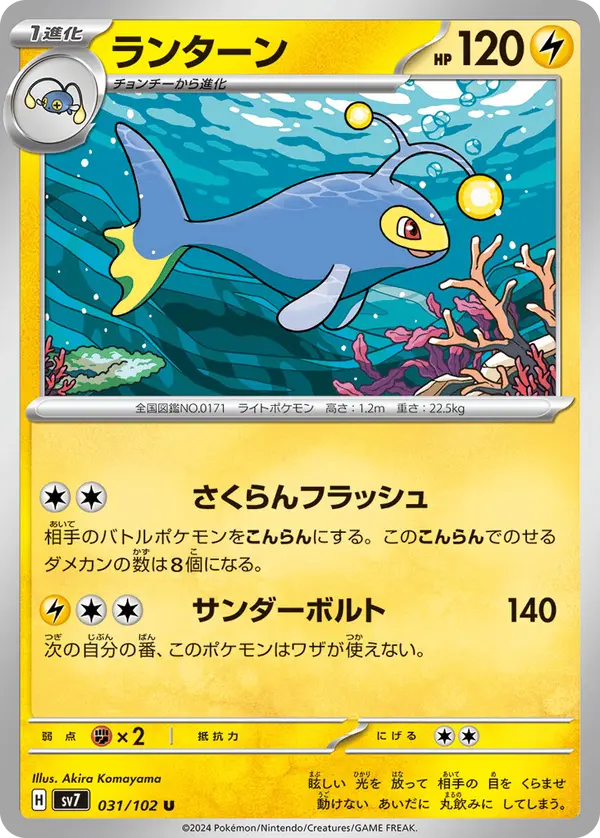 1進化 ランターン HP 120
チョンチーから進化
全国図鑑NO.0171 ライトポケモン 高さ:1.2m 重さ:22.5kg
さくらんフラッシュ
相手のバトルポケモンをこんらんにする。このこんらんでのせる
ダメカンの数は8個になる。
サンダーボルト 140
次の自分の番、このポケモンはワザが使えない。
弱点 ×2 抵抗力 にげる
Illus. Akira Komayama
H sv7 031/102 U
眩しい 光を 放って 相手の 目を くらませ
動けない あいだに 丸飲みに してしまう。
©2024 Pokémon/Nintendo/Creatures/GAME FREAK.